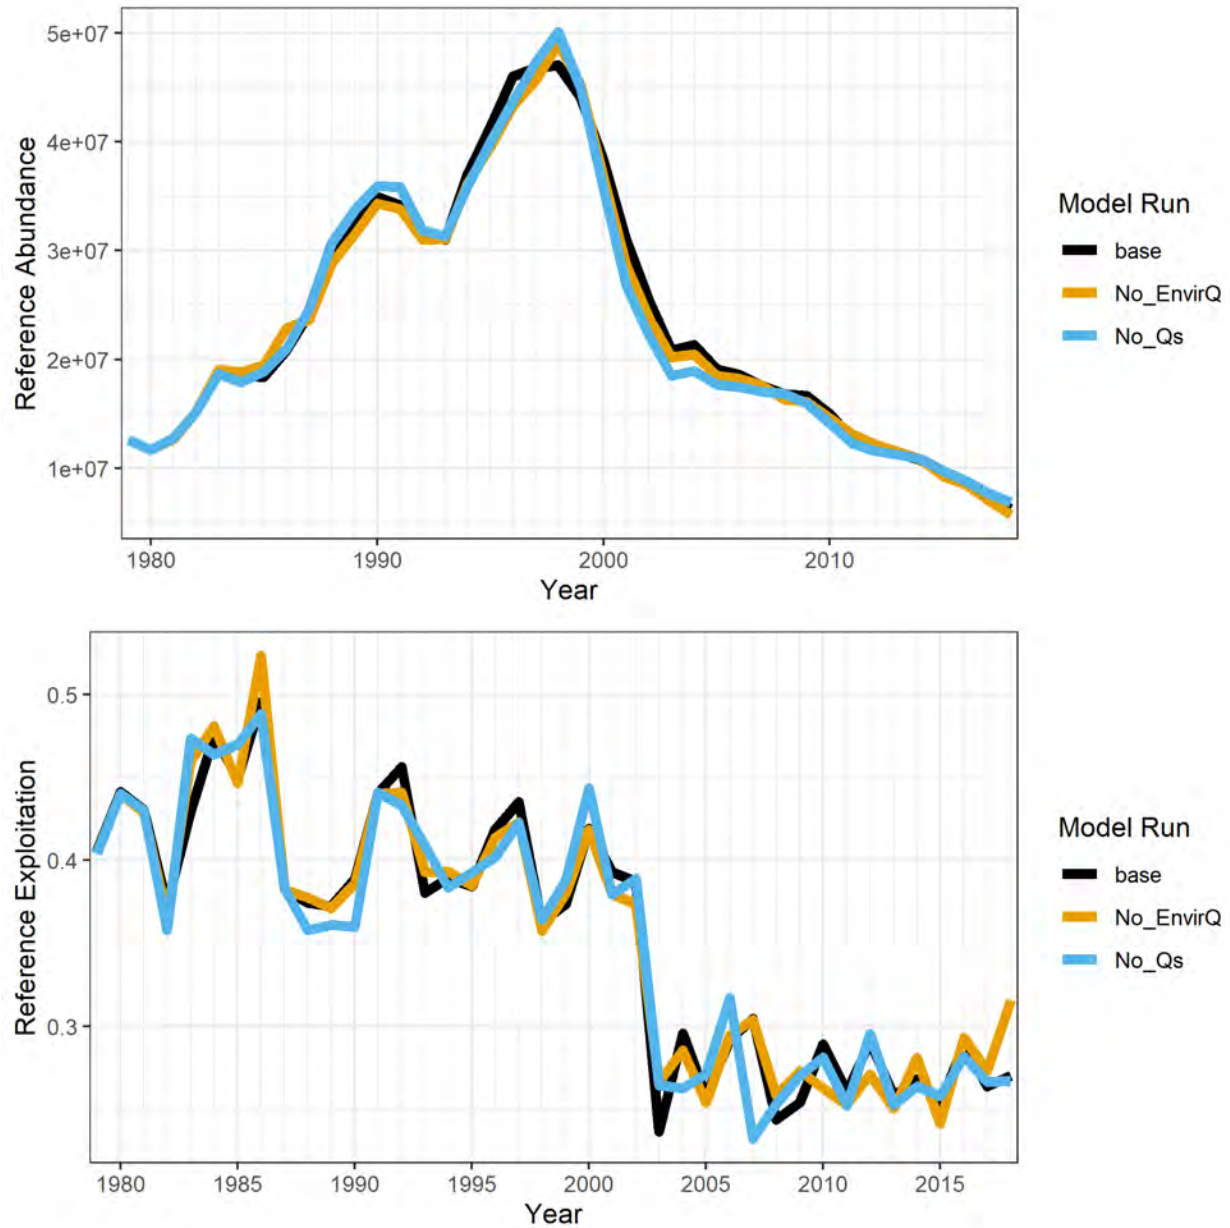 5e+07
4e+07
3e+07
2e+07
1e+07
Reference Abundance
1980 1990 2000 2010
Year
Model Run
base
No_EnvirQ
No_Qs
0.5
0.4
0.3
Reference Exploitation
1980 1985 1990 1995 2000 2005 2010 2015
Year
Model Run
base
No_EnvirQ
No_Qs